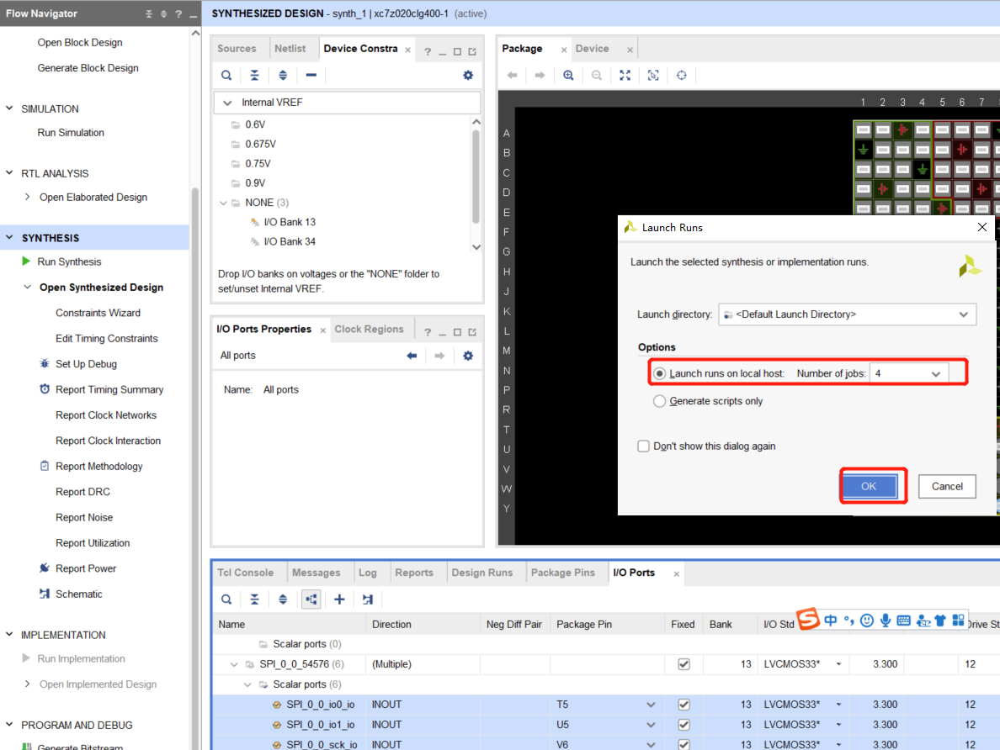 Flow Navigator
?
Open Block Design
Generate Block Design
SIMULATION
Run Simulation
RTL ANALYSIS
Open Elaborated Design
SYNTHESIS
Run Synthesis
Open Synthesized Design
Constraints Wizard
Edit Timing Constraints
Set Up Debug
Report Timing Summary
Report Clock Networks
Report Clock Interaction
Report Methodology
Report DRC
Report Noise
Report Utilization
Report Power
Schematic
IMPLEMENTATION
Run Implementation
Open Implemented Design
PROGRAM AND DEBUG
Generate Bitstream
SYNTHESIZED DESIGN - synth_1 | xc7z020clg400-1 (active)
Sources Netlist Device Constra ?
Internal VREF
0.6V
0.675V
0.75V
0.9V
NONE (3)
I/O Bank 13
I/O Bank 34
Drop I/O banks on voltages or the "NONE" folder to
set/unset Internal VREF.
I/O Ports Properties Clock Regions ?
All ports
Name: All ports
Package Device
1 2 3 4 5 6 7
A
B
C
D
E
F
G
H
J
K
L
M
N
P
R
T
U
V
W
Y
Launch Runs
Launch the selected synthesis or implementation runs.
Launch directory: <Default Launch Directory>
Options
Launch runs on local host: Number of jobs: 4
Generate scripts only
Don't show this dialog again
OK Cancel
Tcl Console Messages Log Reports Design Runs Package Pins I/O Ports
Name Direction Neg Diff Pair Package Pin Fixed Bank I/O Std Drive St
S 中
Scalar ports (0)
SPI_0_0_54576 (6) (Multiple) 13 LVCMOS33* 3.300 12
Scalar ports (6)
SPI_0_0_io0_io INOUT T5 13 LVCMOS33* 3.300 12
SPI_0_0_io1_io INOUT U5 13 LVCMOS33* 3.300 12
SPI_0_0_sck_io INOUT V6 13 LVCMOS33* 3.300 12